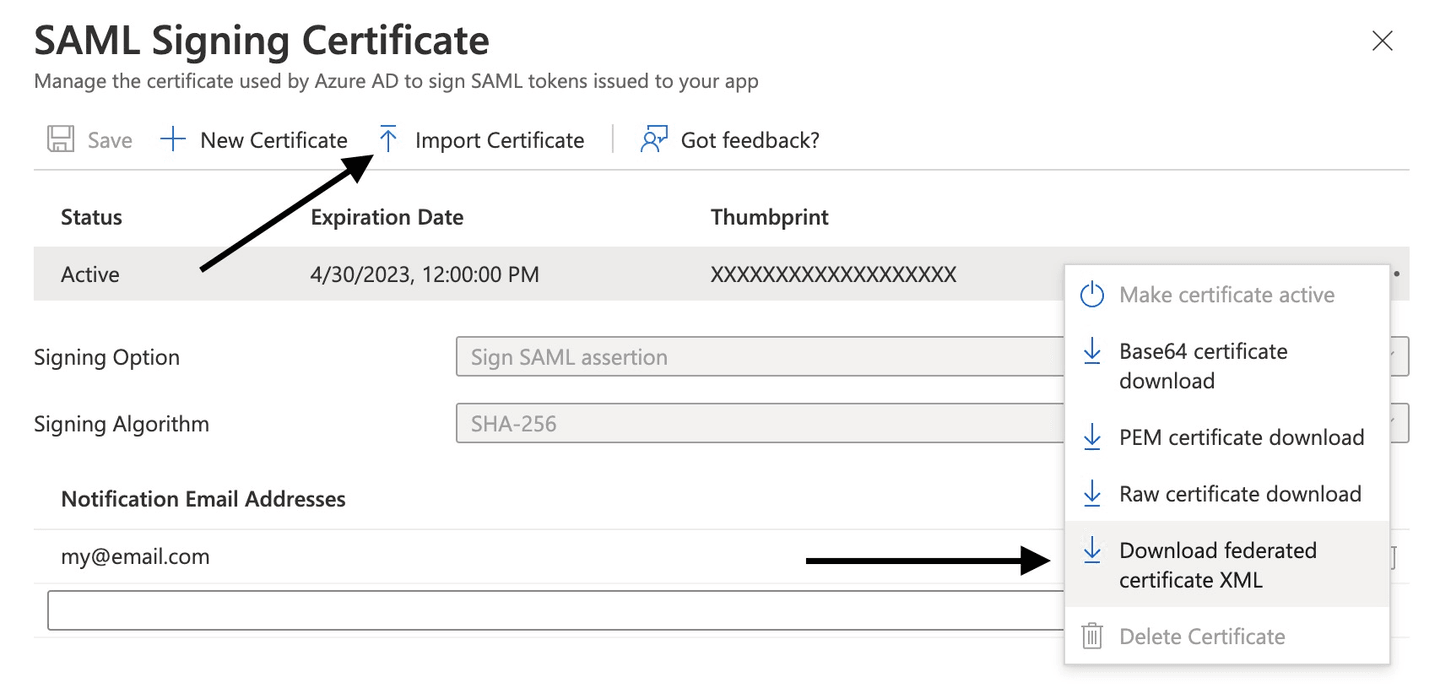 SAML Signing Certificate
Manage the certificate used by Azure AD to sign SAML tokens issued to your app
Save New Certificate Import Certificate Got feedback?
Status Expiration Date Thumbprint
Active 4/30/2023, 12:00:00 PM XXXXXXXXXXXXXXXXXXX
Make certificate active
Base64 certificate
download
PEM certificate download
Raw certificate download
Download federated
certificate XML
Delete Certificate
Signing Option Sign SAML assertion
Signing Algorithm SHA-256
Notification Email Addresses
my@email.com